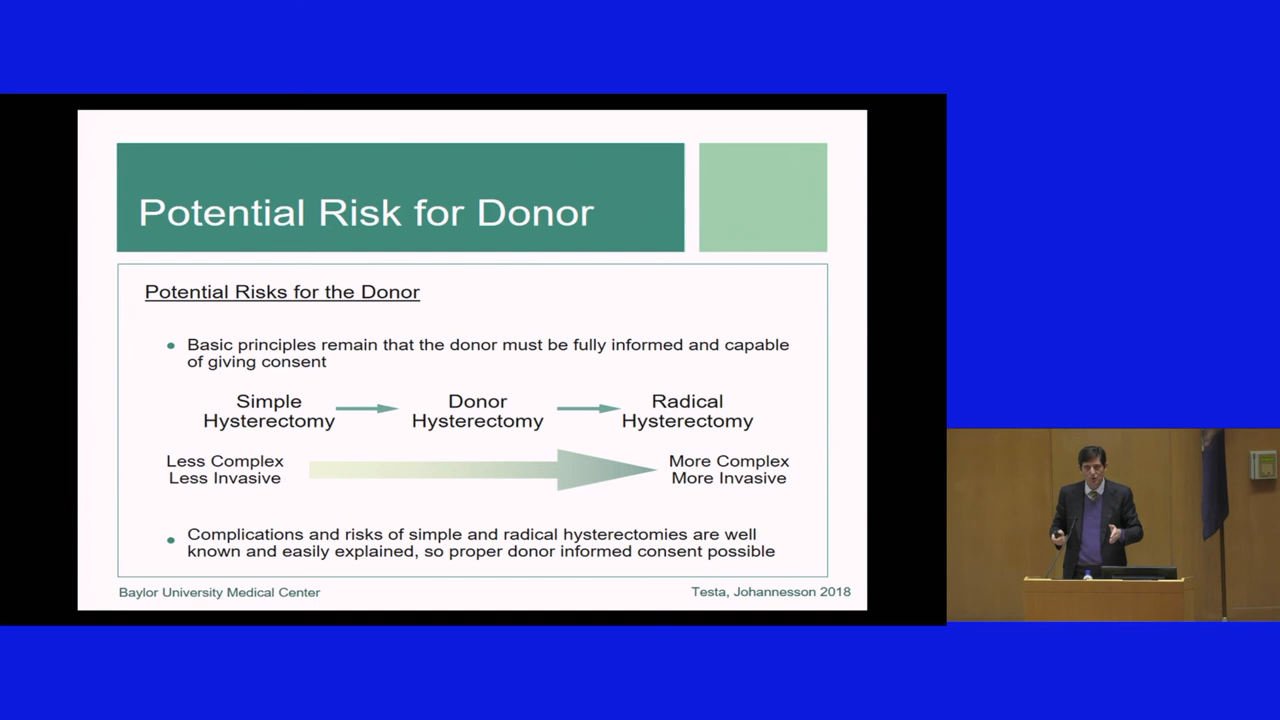 Potential Risk for Donor
Potential Risks for the Donor
Basic principles remain that the donor must be fully informed and capable
of giving consent
Simple
Hysterectomy
Donor
Hysterectomy
Radical
Hysterectomy
Less Complex
Less Invasive
More Complex
More Invasive
Complications and risks of simple and radical hysterectomies are well
known and easily explained, so proper donor informed consent possible
Baylor University Medical Center
Testa, Johannesson 2018